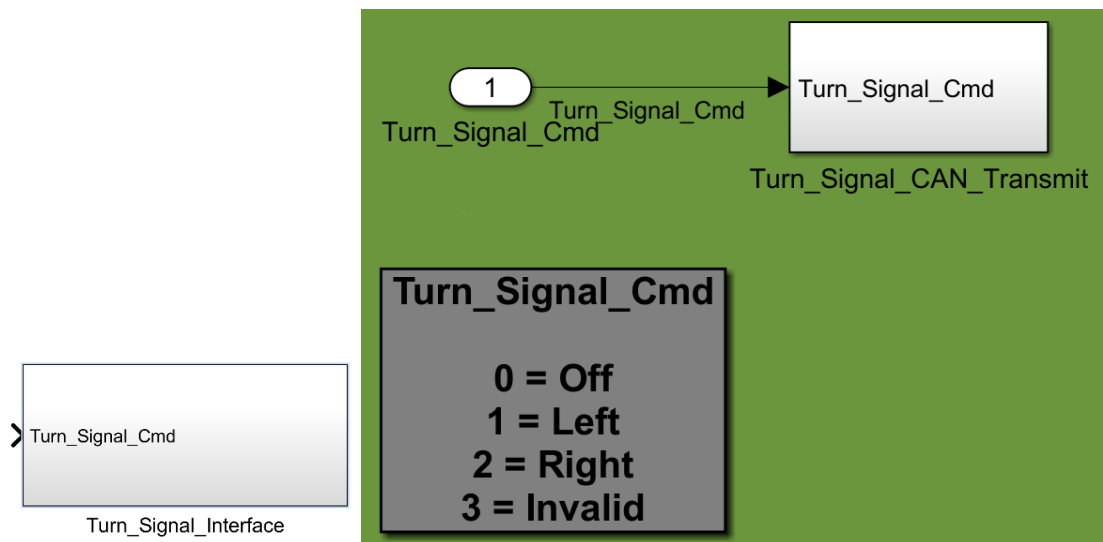 Turn_Signal_Cmd
Turn_Signal_Interface
1
Turn_Signal_Cmd
Turn_Signal_Cmd
Turn_Signal_Cmd
Turn_Signal_CAN_Transmit
Turn_Signal_Cmd
0 = Off
1 = Left
2 = Right
3 = Invalid